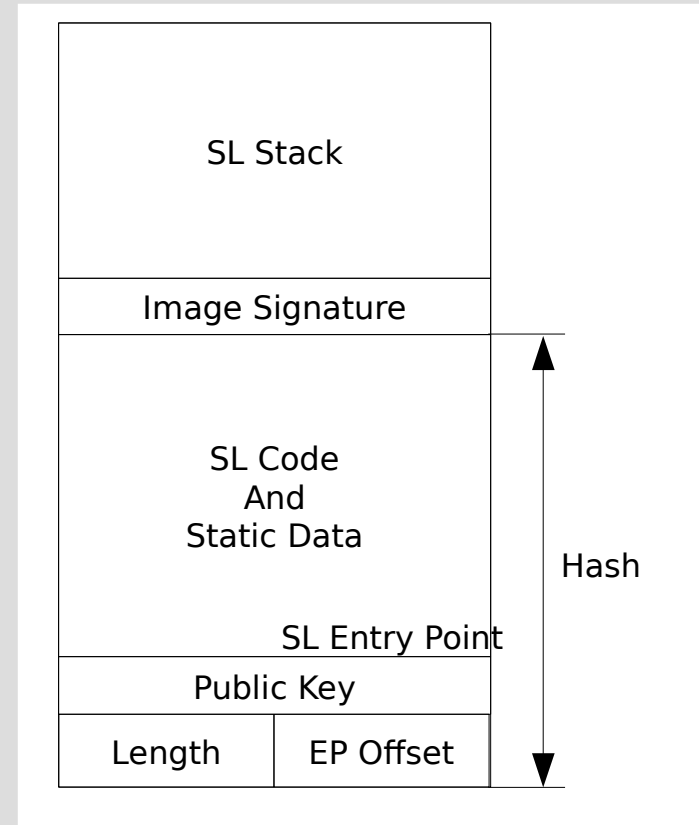 SL Stack
Image Signature
SL Code
And
Static Data
Hash
SL Entry Point
Public Key
Length
EP Offset